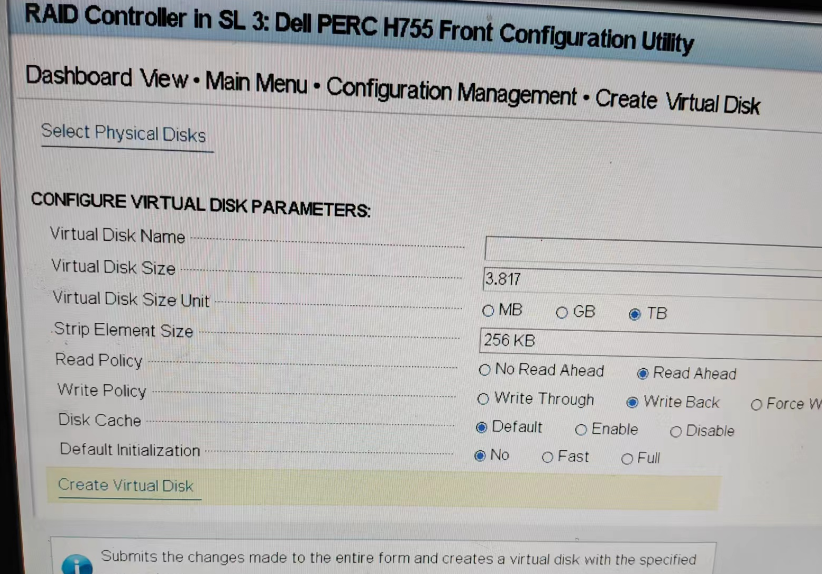 RAID Controller in SL 3: Dell PERC H755 Front Configuration Utility
Dashboard View • Main Menu • Configuration Management • Create Virtual Disk
Select Physical Disks
CONFIGURE VIRTUAL DISK PARAMETERS:
Virtual Disk Name
Virtual Disk Size 3.817
Virtual Disk Size Unit MB GB TB
Strip Element Size 256 KB
Read Policy No Read Ahead Read Ahead
Write Policy Write Through Write Back Force W
Disk Cache Default Enable Disable
Default Initialization No Fast Full
Create Virtual Disk
Submits the changes made to the entire form and creates a virtual disk with the specified